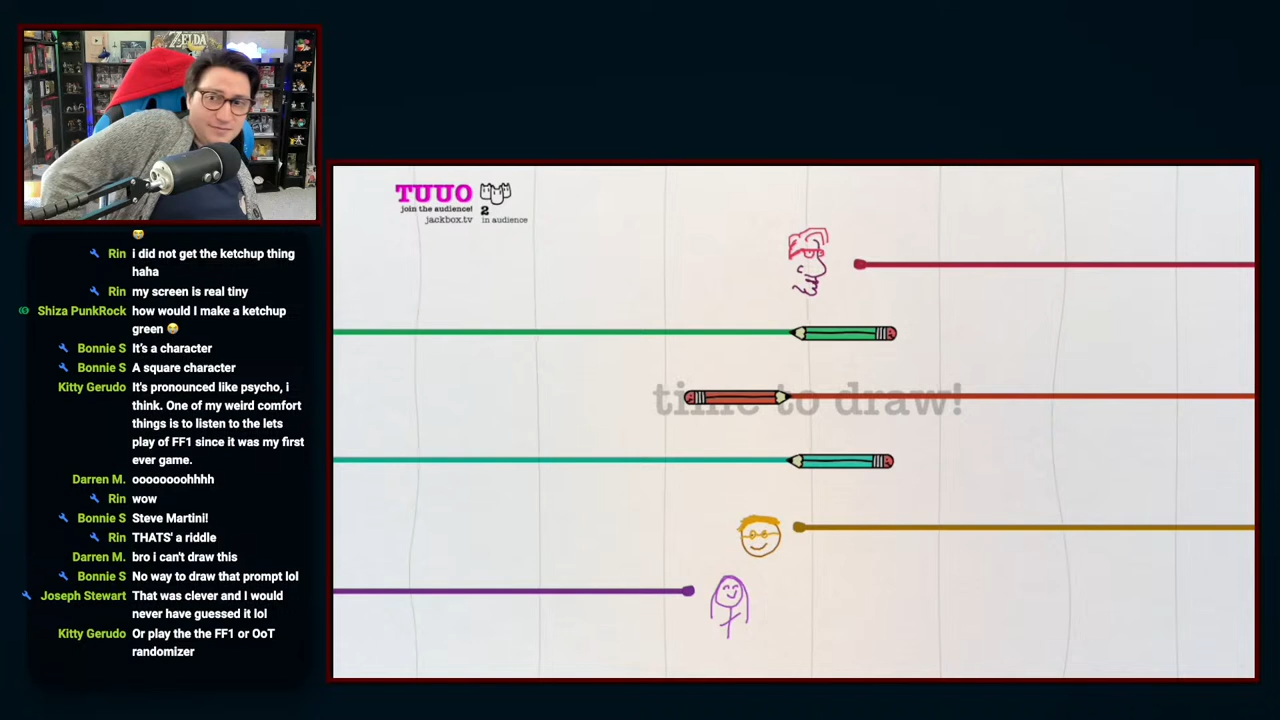 ZELDA
Rin i did not get the ketchup thing
haha
Rin my screen is real tiny
Shiza PunkRock how would I make a ketchup
green 😭
Bonnie S It's a character
Bonnie S A square character
Kitty Gerudo It's pronounced like psycho, i
think. One of my weird comfort
things is to listen to the lets
play of FF1 since it was my first
ever game.
Darren M. oooooooohhhh
Rin wow
Bonnie S Steve Martini!
Rin THATS' a riddle
Darren M. bro i can't draw this
Bonnie S No way to draw that prompt lol
Joseph Stewart That was clever and I would
never have guessed it lol
Kitty Gerudo Or play the the FF1 or OoT
randomizer
TUUO
join the audience!
jackbox.tv
2
in audience
time to draw!